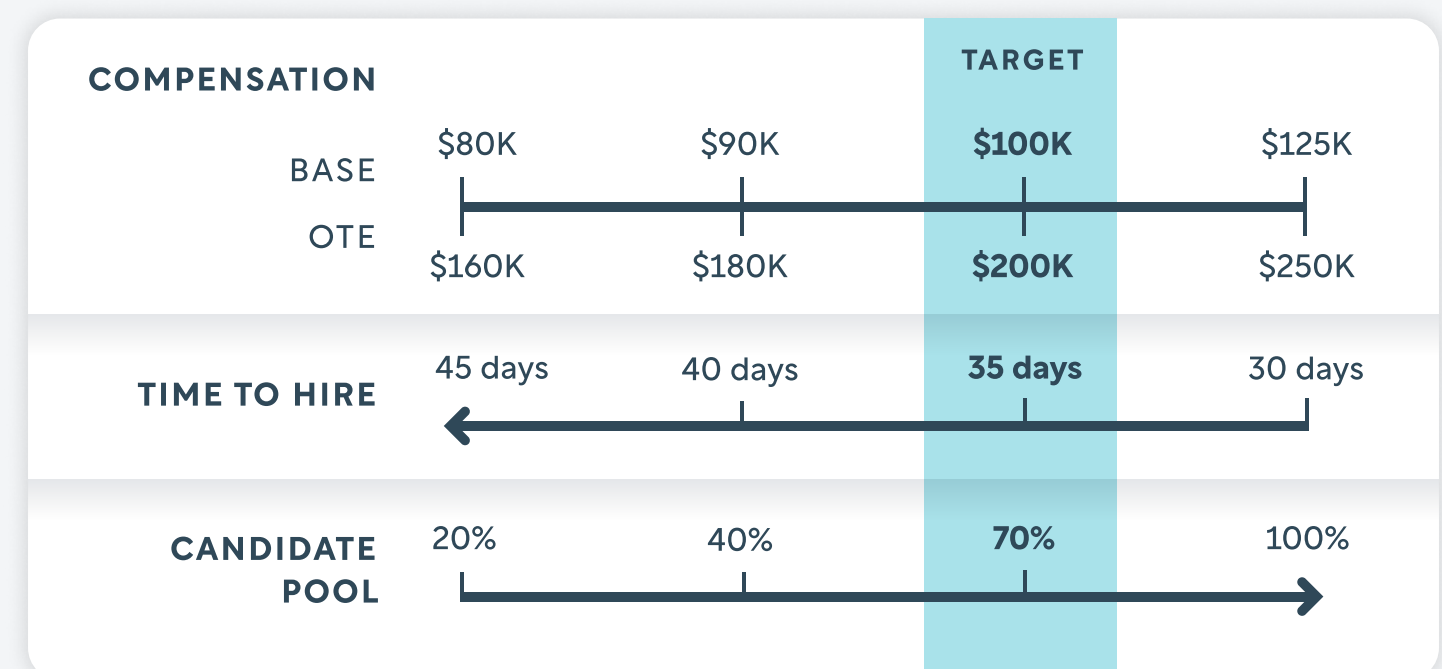 TARGET
COMPENSATION
$80K $90K $100K $125K
BASE
OTE
$160K $180K $200K $250K
45 days 40 days 35 days 30 days
TIME TO HIRE
20% 40% 70% 100%
CANDIDATE
POOL